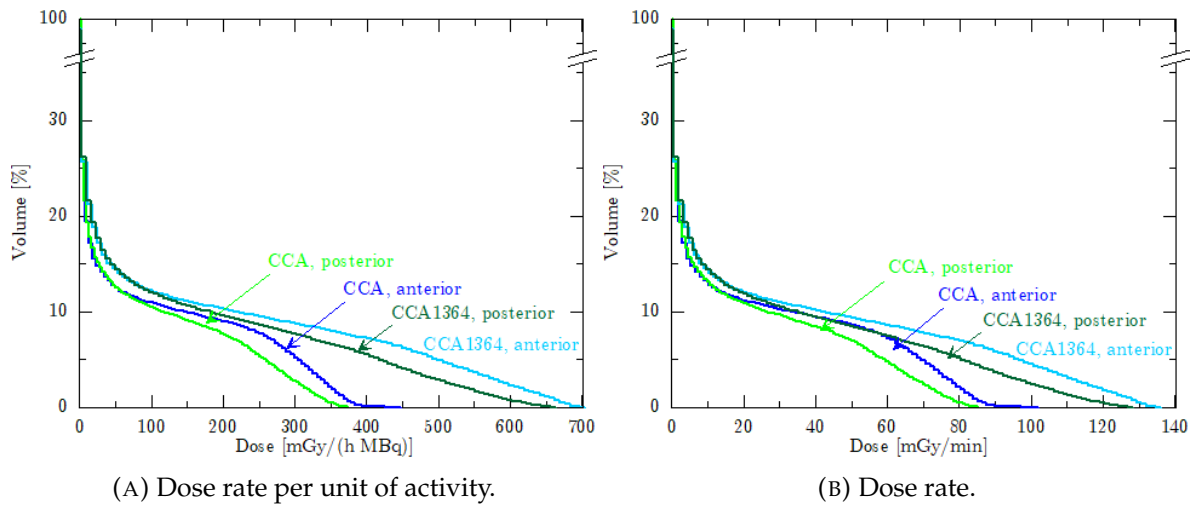 100
30
20
10
0
Volume [%]
CCA, posterior
CCA, anterior
CCA1364, posterior
CCA1364, anterior
0 100 200 300 400 500 600 700
Dose [mGy/(h MBq)]
(A) Dose rate per unit of activity.
100
30
20
10
0
Volume [%]
CCA, posterior
CCA, anterior
CCA1364, posterior
CCA1364, anterior
0 20 40 60 80 100 120 140
Dose [mGy/min]
(B) Dose rate.